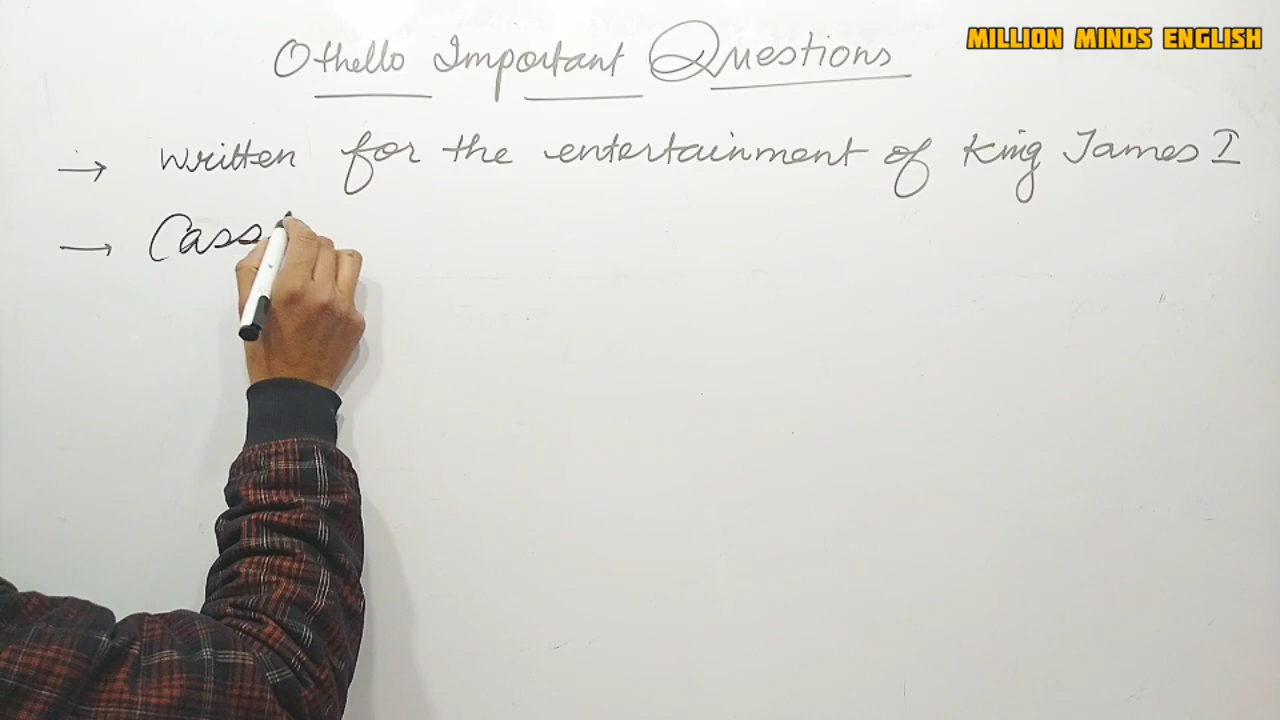 MILLION MINDS ENGLISH
Othello Important Questions
→ written for the entertainment of King James I
→ Cass